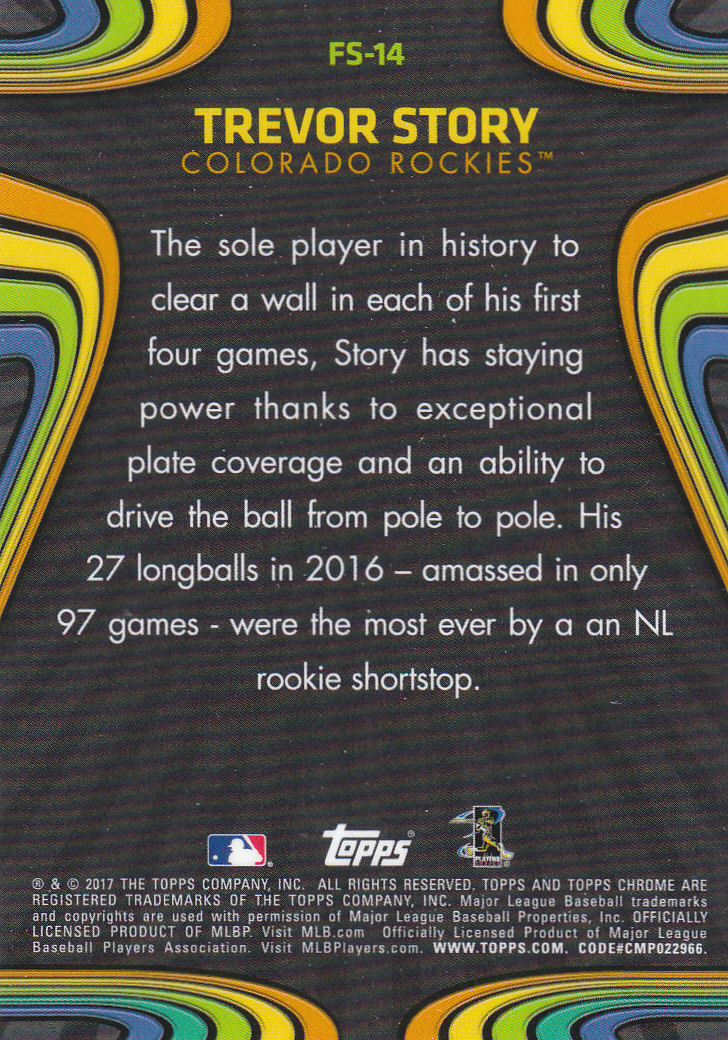 FS-14
TREVOR STORY
COLORADO ROCKIES™
The sole player in history to
clear a wall in each of his first
four games, Story has staying
power thanks to exceptional
plate coverage and an ability to
drive the ball from pole to pole. His
27 longballs in 2016 – amassed in only
97 games - were the most ever by a an NL
rookie shortstop.
® Topps® PLAYERS ®
® & © 2017 THE TOPPS COMPANY, INC. ALL RIGHTS RESERVED. TOPPS AND TOPPS CHROME ARE
REGISTERED TRADEMARKS OF THE TOPPS COMPANY, INC. Major League Baseball trademarks
and copyrights are used with permission of Major League Baseball Properties, Inc. OFFICIALLY
LICENSED PRODUCT OF MLBP. Visit MLB.com Officially Licensed Product of Major League
Baseball Players Association. Visit MLBPlayers.com. WWW.TOPPS.COM. CODE#CMP022966.